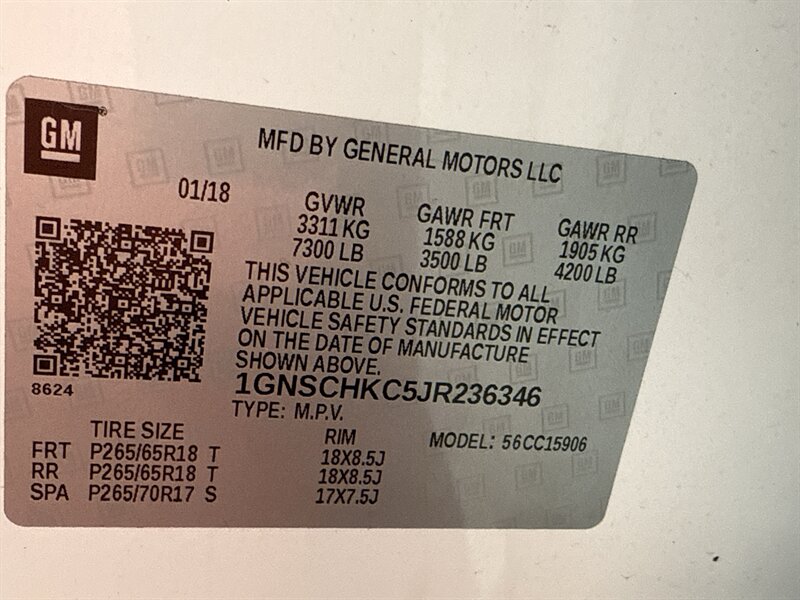 GM
MFD BY GENERAL MOTORS LLC
01/18
GVWR GAWR FRT GAWR RR
3311 KG 1588 KG 1905 KG
7300 LB 3500 LB 4200 LB
THIS VEHICLE CONFORMS TO ALL
APPLICABLE U.S. FEDERAL MOTOR
VEHICLE SAFETY STANDARDS IN EFFECT
ON THE DATE OF MANUFACTURE
SHOWN ABOVE.
8624
1GNSCHKC5JR236346
TYPE: M.P.V.
TIRE SIZE RIM MODEL: 56CC15906
FRT P265/65R18 T 18X8.5J
RR P265/65R18 T 18X8.5J
SPA P265/70R17 S 17X7.5J